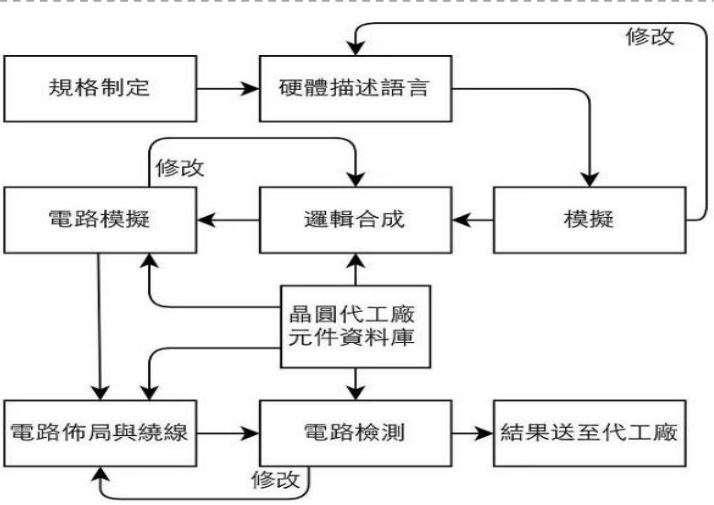 修改
規格制定
硬體描述語言
修改
電路模擬
邏輯合成
模擬
晶圓代工廠
元件資料庫
電路佈局與繞線
電路檢測
結果送至代工廠
修改